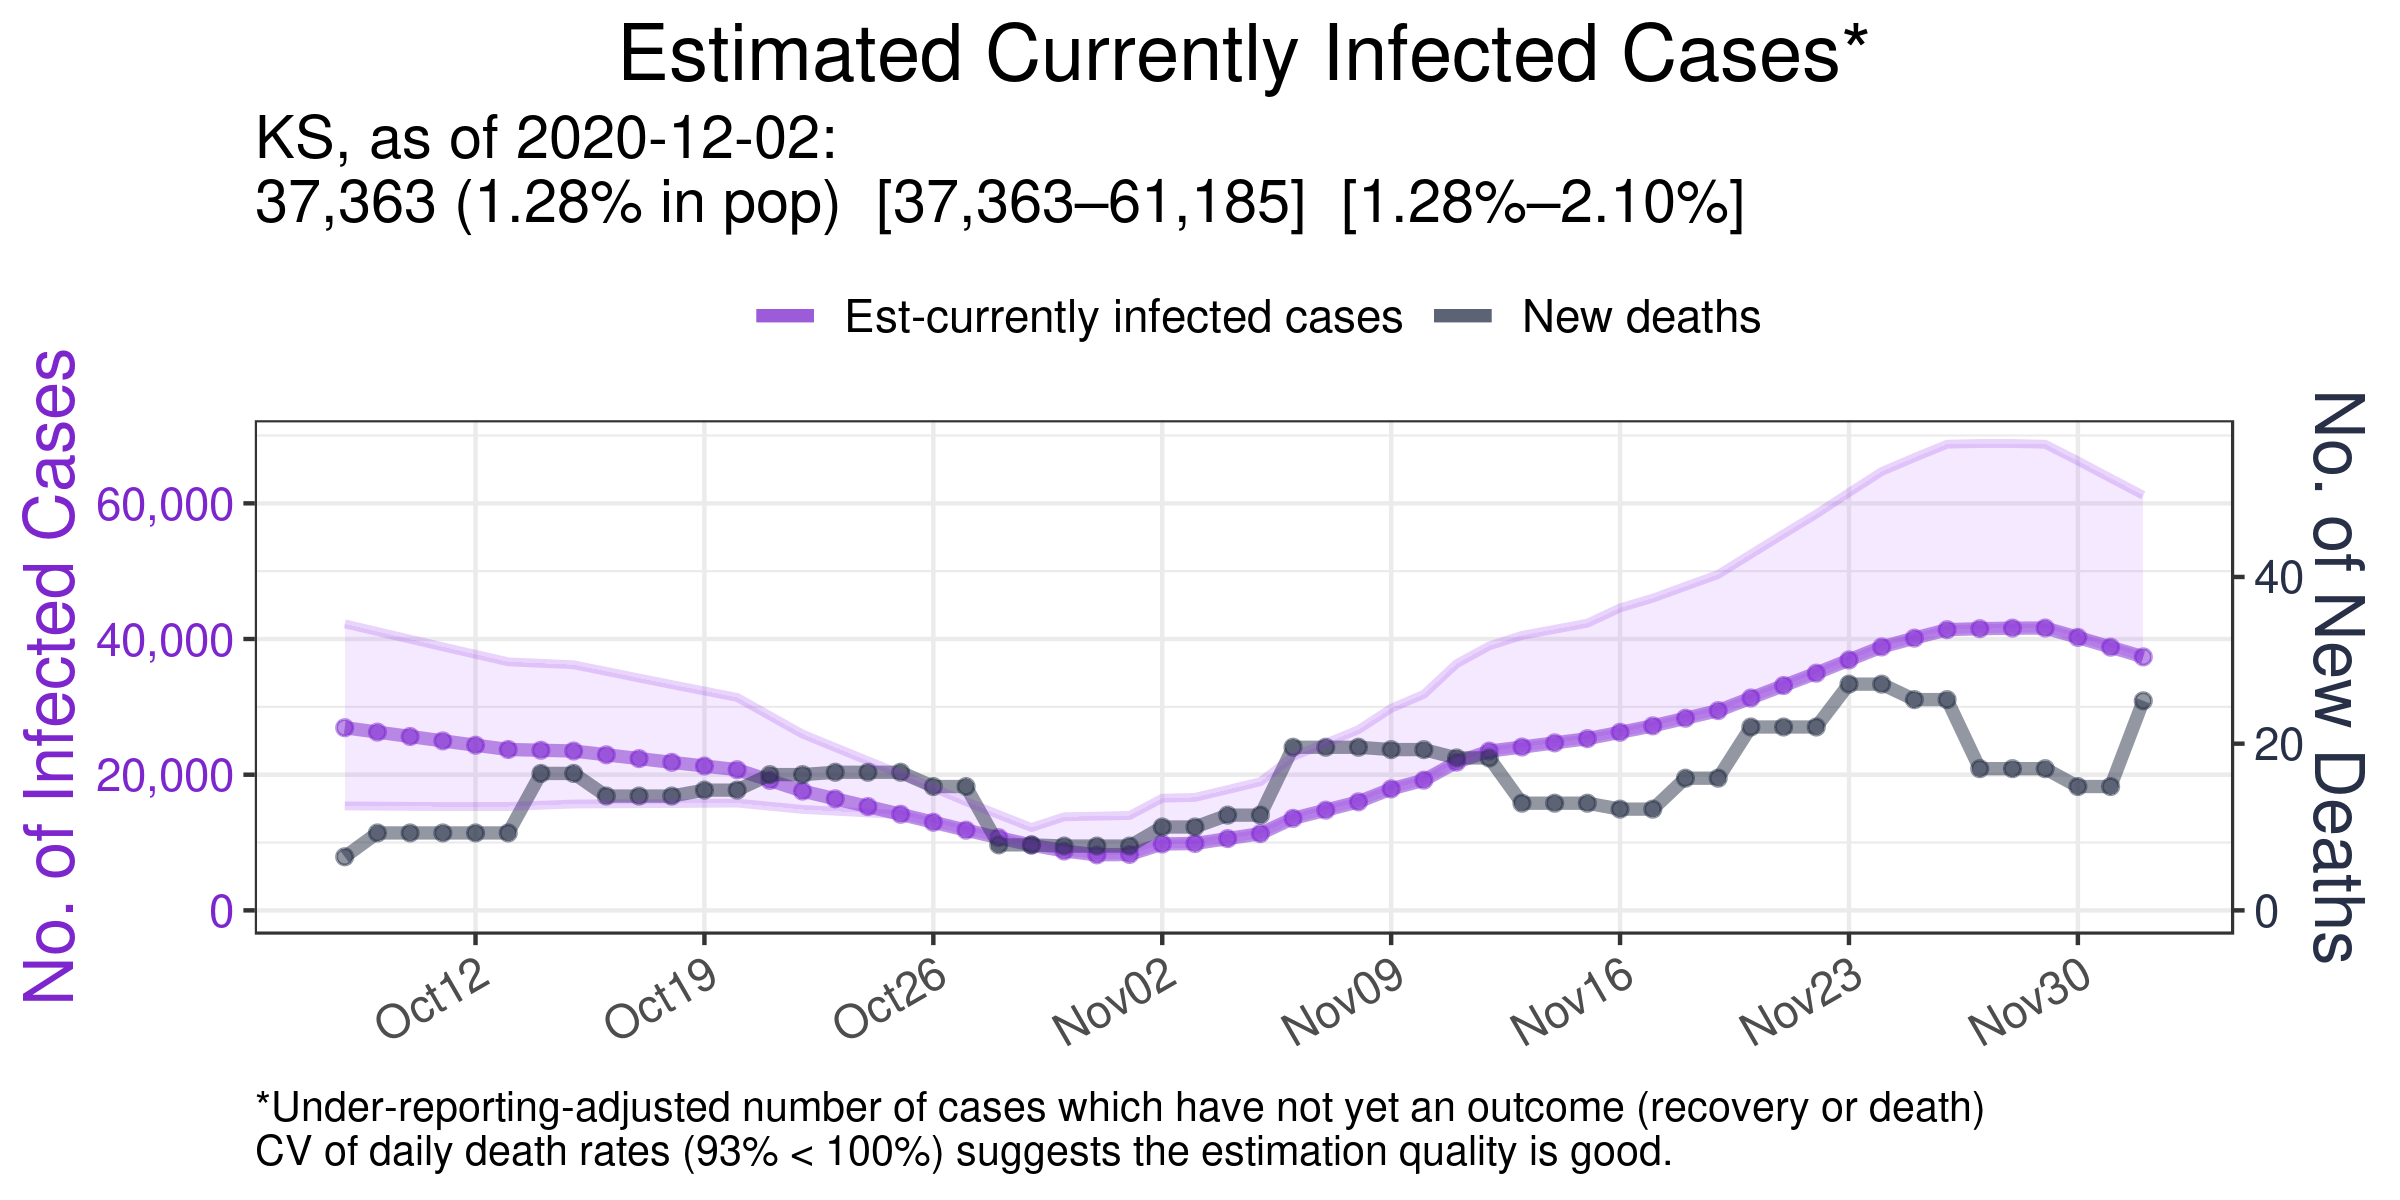 Estimated Currently Infected Cases*
KS, as of 2020-12-02:
37,363 (1.28% in pop)  [37,363–61,185]  [1.28%–2.10%]
Est-currently infected cases
New deaths
No. of Infected Cases
60,000
40,000
20,000
0
No. of New Deaths
40
20
0
Oct12
Oct19
Oct26
Nov02
Nov09
Nov16
Nov23
Nov30
*Under-reporting-adjusted number of cases which have not yet an outcome (recovery or death)
CV of daily death rates (93% < 100%) suggests the estimation quality is good.